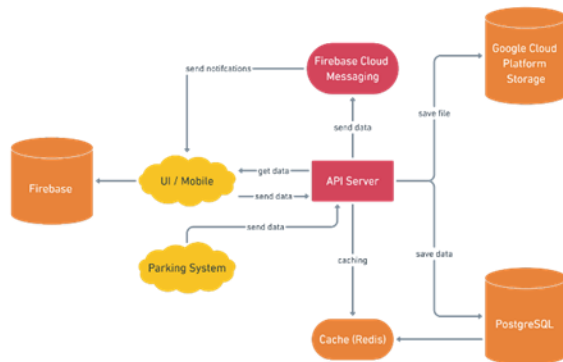 Firebase Cloud
Messaging
Google Cloud
Platform
Storage
send notifcations
save file
send data
get data
Firebase
UI / Mobile
API Server
send data
send data
Parking System
caching
save data
Cache (Redis)
PostgreSQL